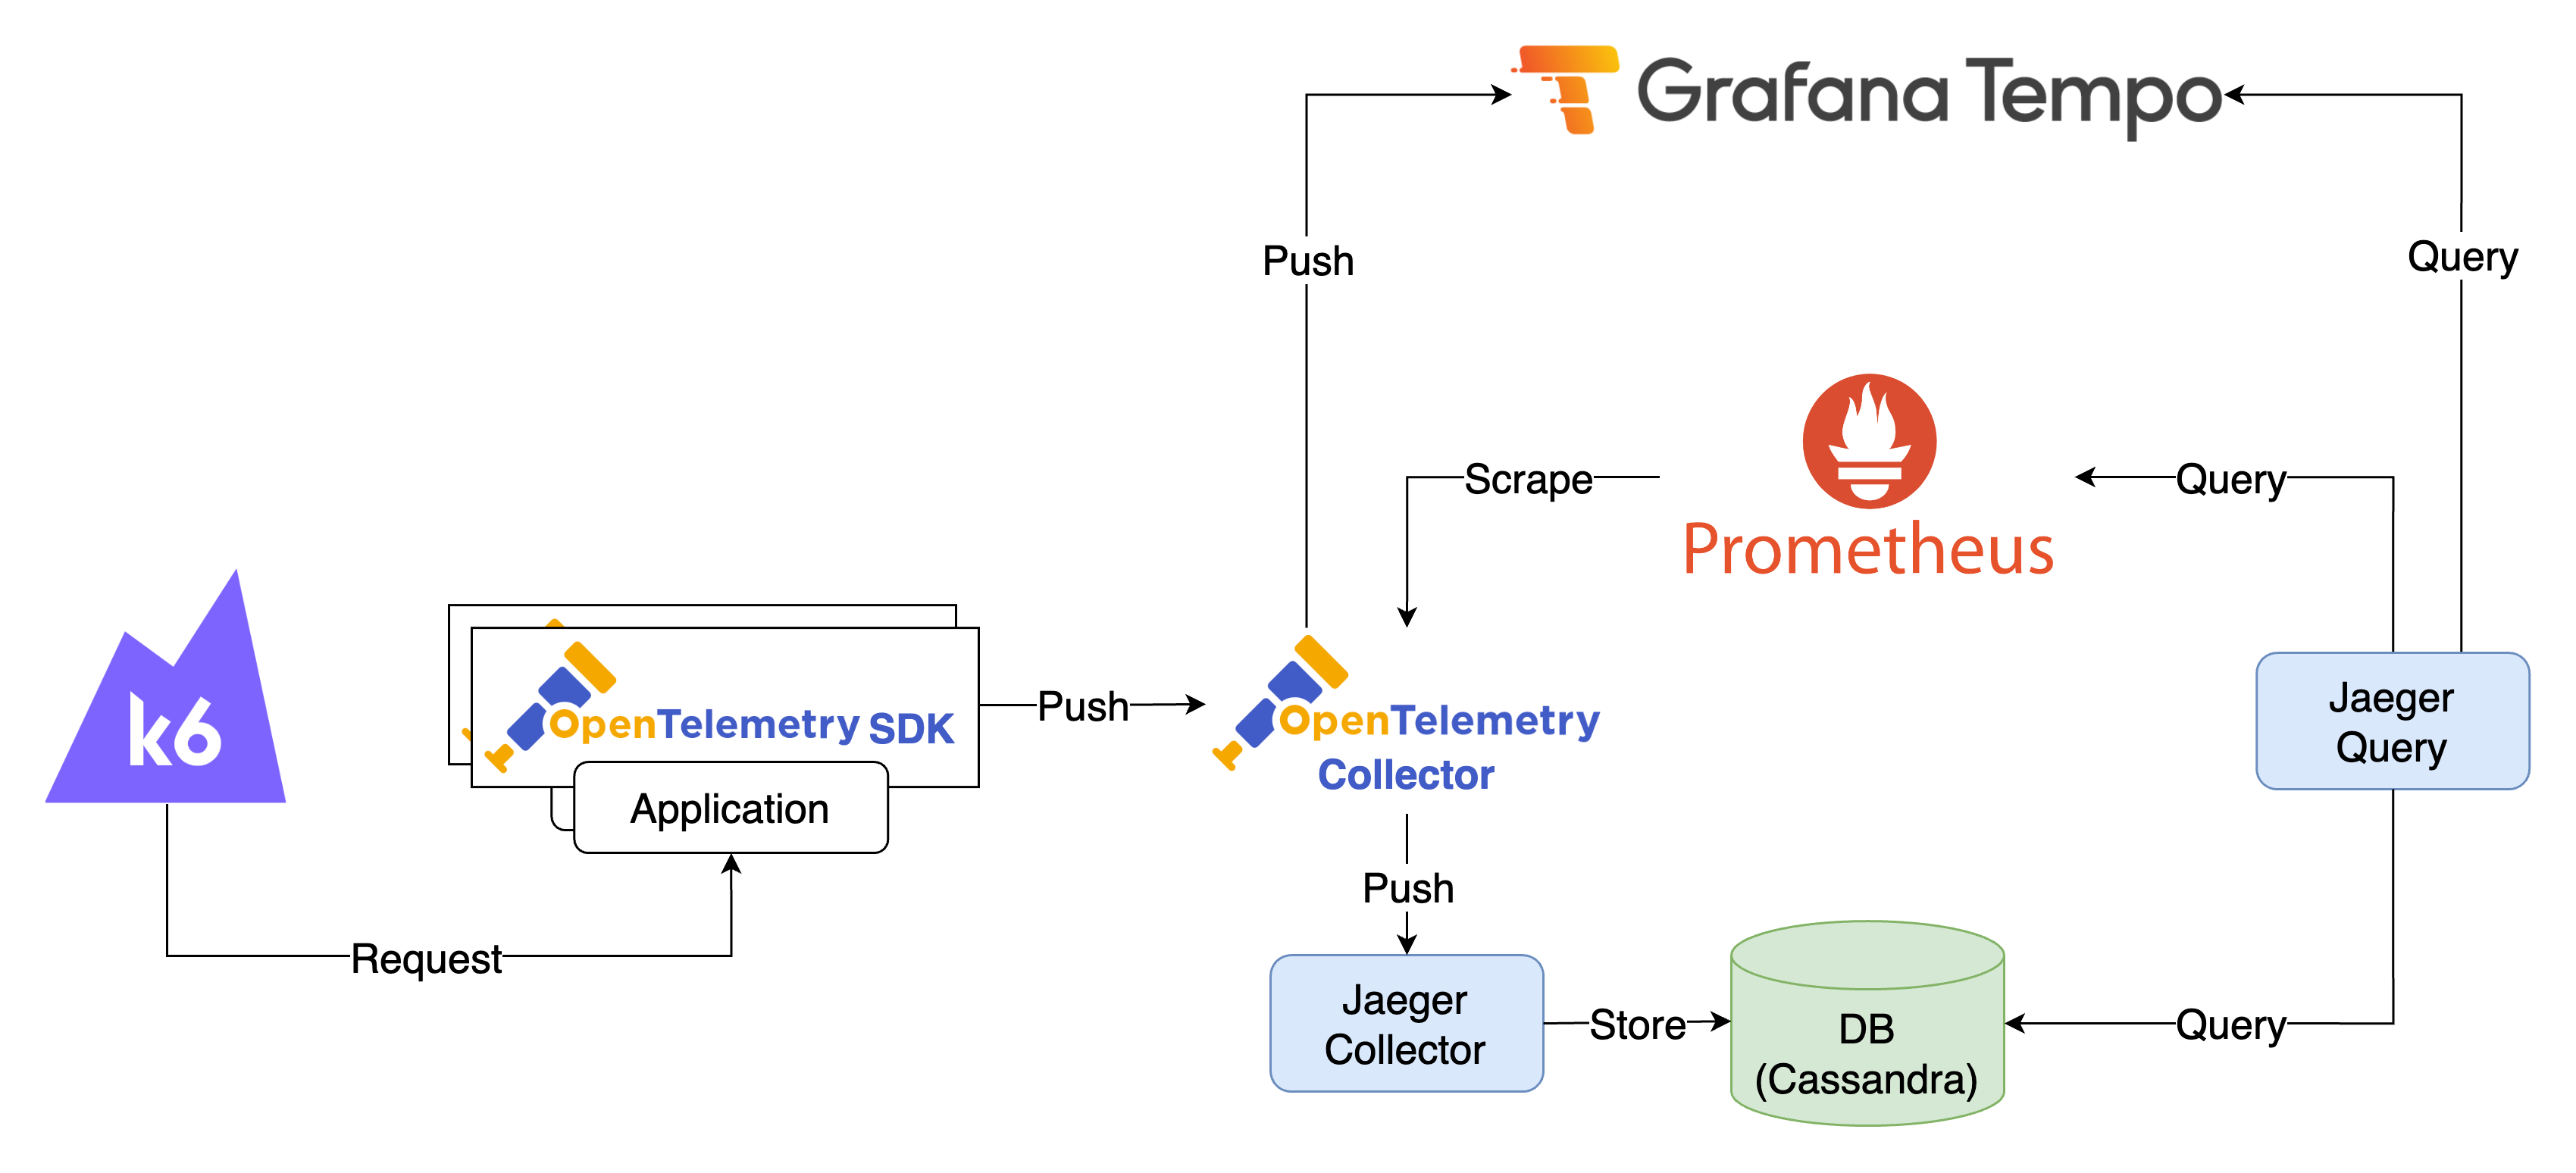 Grafana Tempo
Push
Query
Scrape
Query
Prometheus
k6
OpenTelemetry SDK
Application
Push
OpenTelemetry
Collector
Jaeger
Query
Push
Request
Jaeger
Collector
Store
DB
(Cassandra)
Query